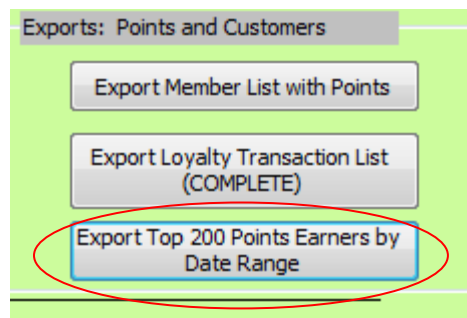 Exports:  Points and Customers
Export Member List with Points
Export Loyalty Transaction List
(COMPLETE)
Export Top 200 Points Earners by
Date Range